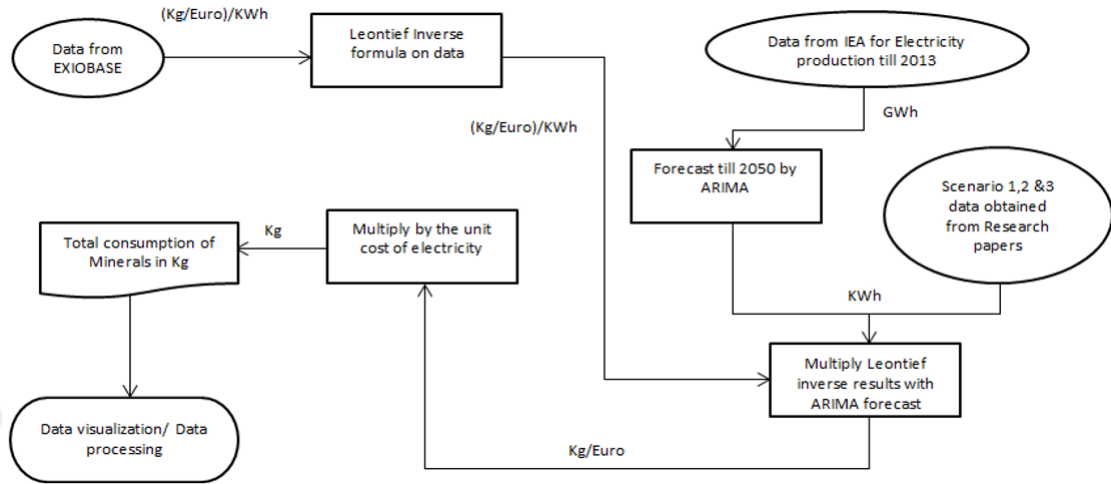 (Kg/Euro)/KWh
Data from
EXIOBASE
Leontief Inverse
formula on data
Data from IEA for Electricity
production till 2013
(Kg/Euro)/KWh
GWh
Forecast till 2050 by
ARIMA
Scenario 1,2 &3
data obtained
from Research
papers
Total consumption of
Minerals in Kg
Kg
Multiply by the unit
cost of electricity
KWh
Multiply Leontief
inverse results with
ARIMA forecast
Data visualization/ Data
processing
Kg/Euro